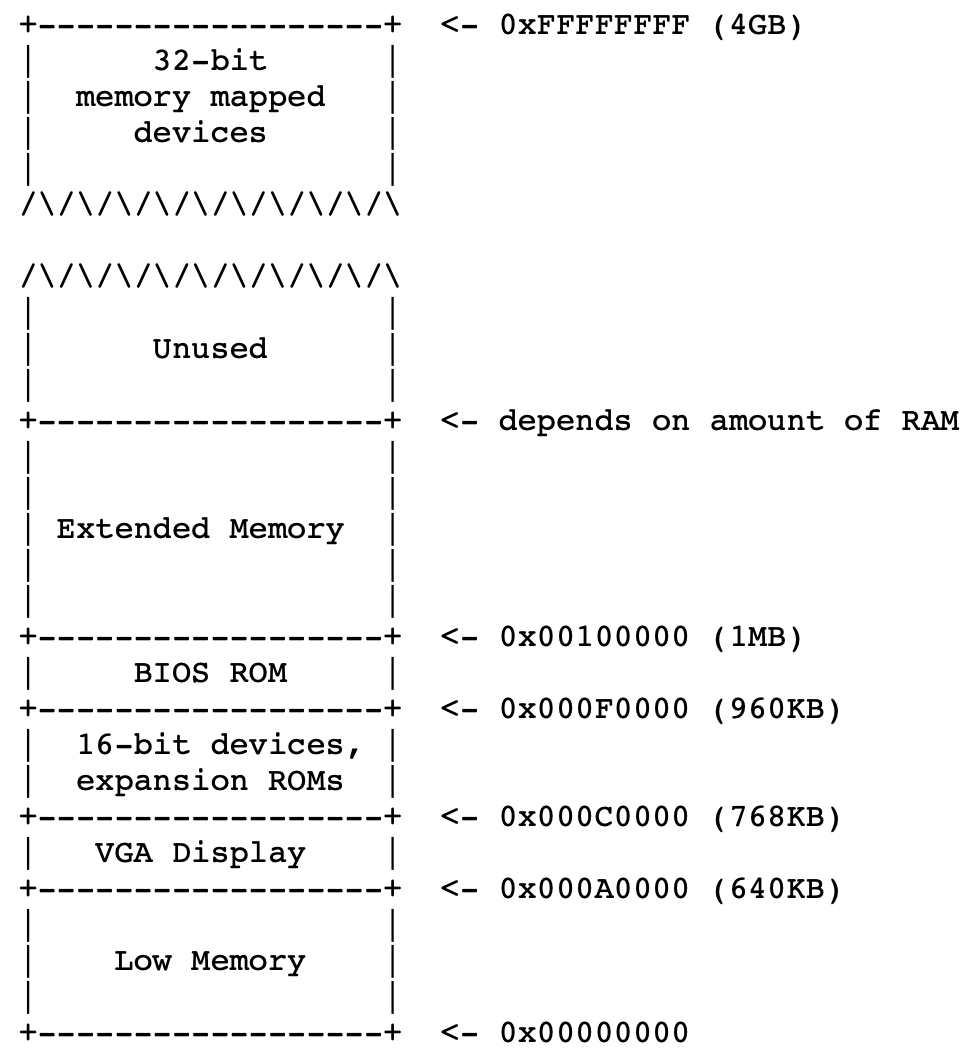 +------------------+  <- 0xFFFFFFFF (4GB)
|      32-bit      |
|  memory mapped   |
|     devices      |
|                  |
/\/\/\/\/\/\/\/\/\/\

/\/\/\/\/\/\/\/\/\/\
|                  |
|      Unused      |
|                  |
+------------------+  <- depends on amount of RAM
|                  |
|                  |
| Extended Memory  |
|                  |
|                  |
+------------------+  <- 0x00100000 (1MB)
|     BIOS ROM     |
+------------------+  <- 0x000F0000 (960KB)
|  16-bit devices, |
|  expansion ROMs  |
+------------------+  <- 0x000C0000 (768KB)
|   VGA Display    |
+------------------+  <- 0x000A0000 (640KB)
|                  |
|    Low Memory    |
|                  |
+------------------+  <- 0x00000000